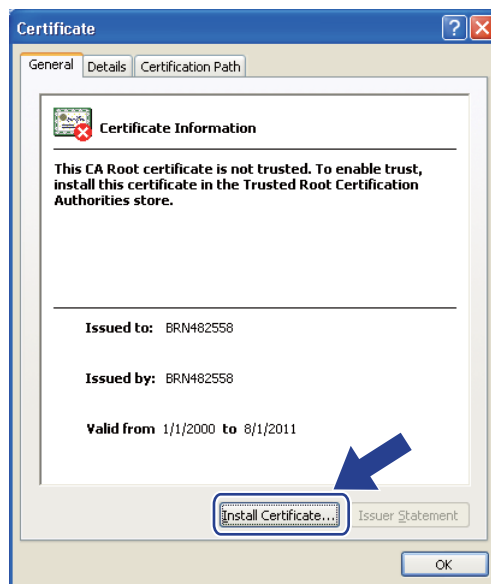 Certificate
General Details Certification Path
Certificate Information
This CA Root certificate is not trusted. To enable trust,
install this certificate in the Trusted Root Certification
Authorities store.
Issued to: BRN482558
Issued by: BRN482558
Valid from 1/1/2000 to 8/1/2011
Install Certificate... Issuer Statement
OK